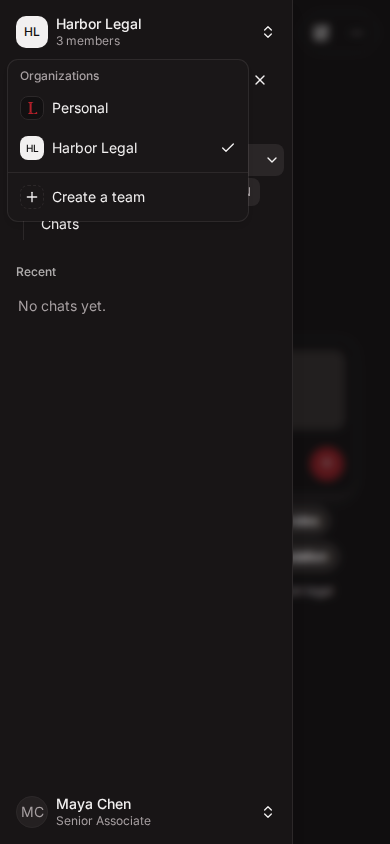 HL
Harbor Legal
3 members
Organizations
L
Personal
HL
Harbor Legal
Create a team
Chats
Recent
No chats yet.
MC
Maya Chen
Senior Associate